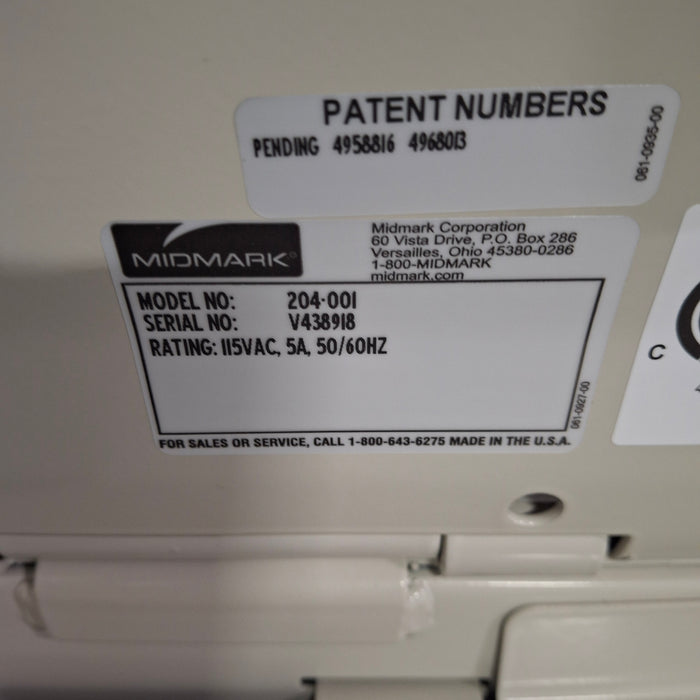 PATENT NUMBERS
PENDING 4958816 4968013
061-0935-00
MIDMARK®
Midmark Corporation
60 Vista Drive, P.O. Box 286
Versailles, Ohio 45380-0286
1-800-MIDMARK
midmark.com
MODEL NO: 204-001
SERIAL NO: V438918
RATING: 115VAC, 5A, 50/60HZ
061-0927-00
FOR SALES OR SERVICE, CALL 1-800-643-6275 MADE IN THE U.S.A.
C